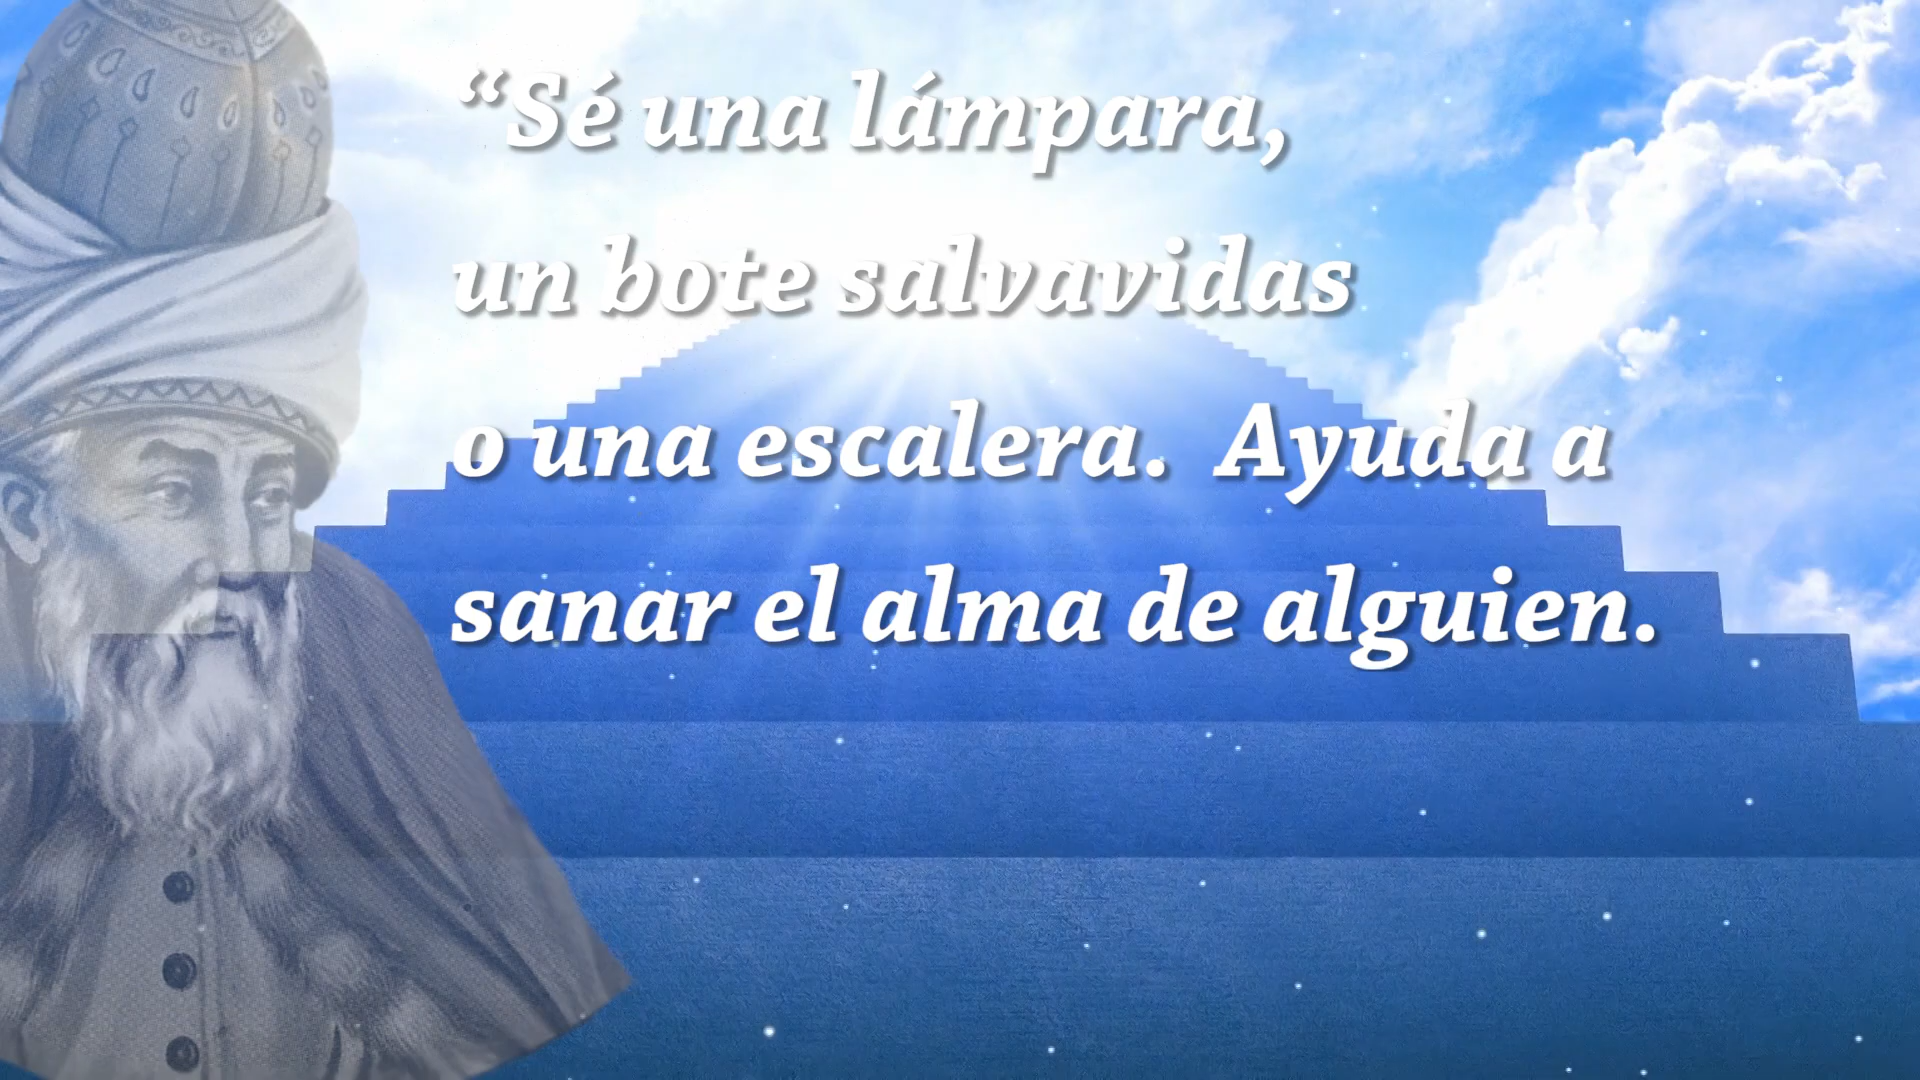 “Sé una lámpara,
un bote salvavidas
o una escalera. Ayuda a
sanar el alma de alguien.